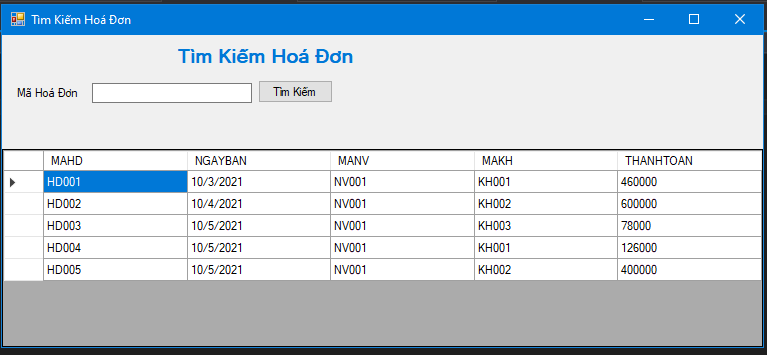 Tìm Kiếm Hoá Đơn
Tìm Kiếm Hoá Đơn
Mã Hoá Đơn Tìm Kiếm
MAHD NGAYBAN MANV MAKH THANHTOAN
HD001 10/3/2021 NV001 KH001 460000
HD002 10/4/2021 NV001 KH002 600000
HD003 10/5/2021 NV001 KH003 78000
HD004 10/5/2021 NV001 KH001 126000
HD005 10/5/2021 NV001 KH002 400000